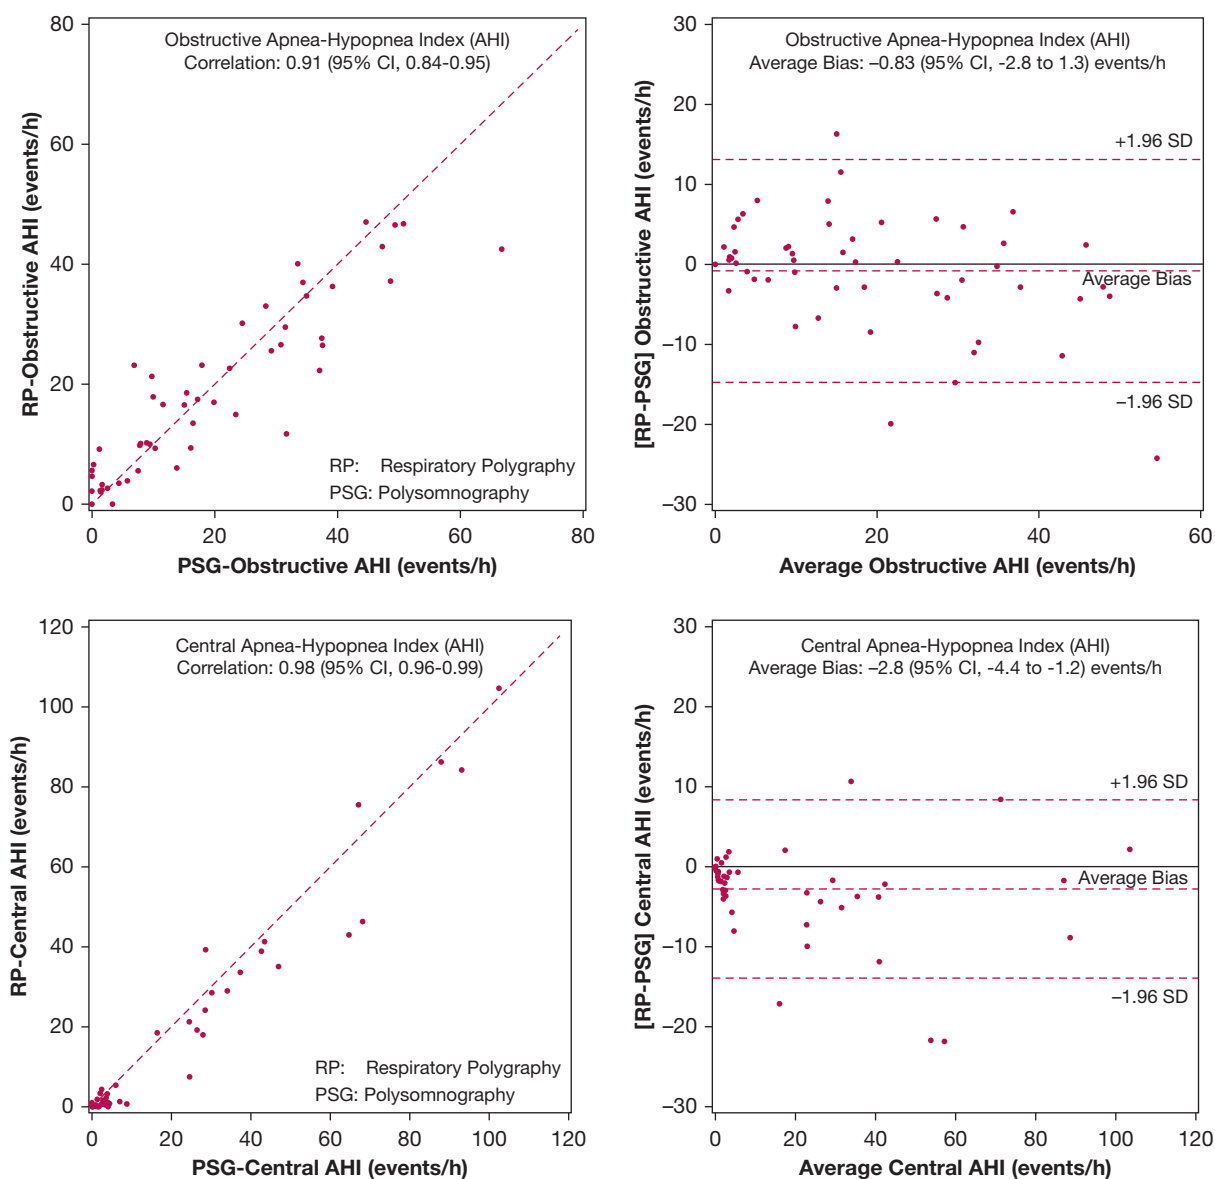 Obstructive Apnea-Hypopnea Index (AHI)
Correlation: 0.91 (95% CI, 0.84-0.95)
80
60
40
20
0
RP-Obstructive AHI (events/h)
RP: Respiratory Polygraphy
PSG: Polysomnography
0 20 40 60 80
PSG-Obstructive AHI (events/h)
Obstructive Apnea-Hypopnea Index (AHI)
Average Bias: –0.83 (95% CI, -2.8 to 1.3) events/h
30
20
10
0
–10
–20
–30
[RP-PSG] Obstructive AHI (events/h)
+1.96 SD
Average Bias
–1.96 SD
0 20 40 60
Average Obstructive AHI (events/h)
Central Apnea-Hypopnea Index (AHI)
Correlation: 0.98 (95% CI, 0.96-0.99)
120
100
80
60
40
20
0
RP-Central AHI (events/h)
RP: Respiratory Polygraphy
PSG: Polysomnography
0 20 40 60 80 100 120
PSG-Central AHI (events/h)
Central Apnea-Hypopnea Index (AHI)
Average Bias: –2.8 (95% CI, -4.4 to -1.2) events/h
30
20
10
0
–10
–20
–30
[RP-PSG] Central AHI (events/h)
+1.96 SD
Average Bias
–1.96 SD
0 20 40 60 80 100 120
Average Central AHI (events/h)